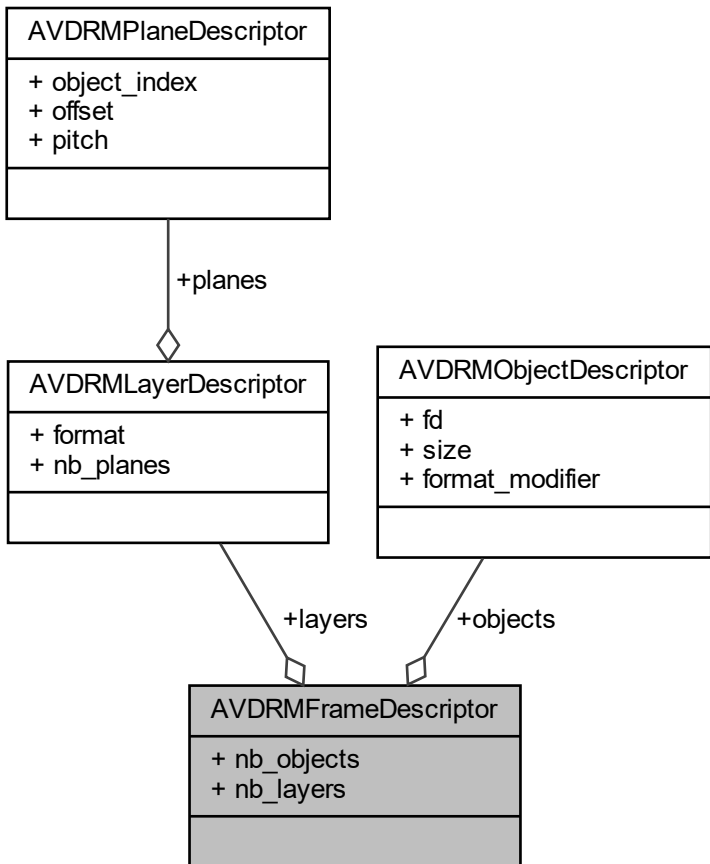 AVDRMPlaneDescriptor
+ object_index
+ offset
+ pitch
+planes
AVDRMLayerDescriptor
+ format
+ nb_planes
AVDRMObjectDescriptor
+ fd
+ size
+ format_modifier
+layers
+objects
AVDRMFrameDescriptor
+ nb_objects
+ nb_layers